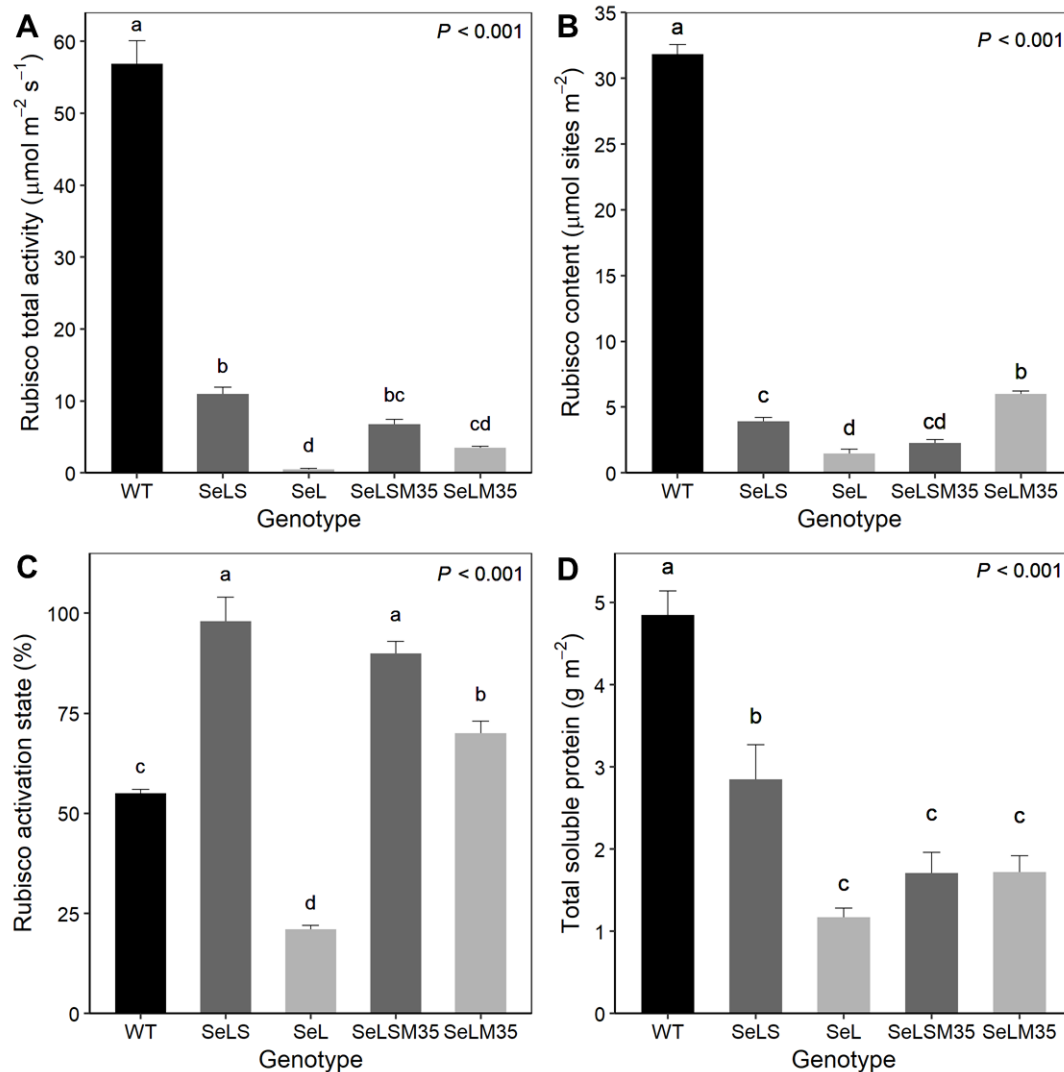 A
P < 0.001
Rubisco total activity (μmol m⁻² s⁻¹)
60
50
40
30
20
10
0
a
b
d
bc
cd
WT SeLS SeL SeLSM35 SeLM35
Genotype
B
P < 0.001
Rubisco content (μmol sites m⁻²)
35
30
25
20
15
10
5
0
a
c
d
cd
b
WT SeLS SeL SeLSM35 SeLM35
Genotype
C
P < 0.001
Rubisco activation state (%)
100
75
50
25
0
c
a
d
a
b
WT SeLS SeL SeLSM35 SeLM35
Genotype
D
P < 0.001
Total soluble protein (g m⁻²)
5
4
3
2
1
0
a
b
c
c
c
WT SeLS SeL SeLSM35 SeLM35
Genotype